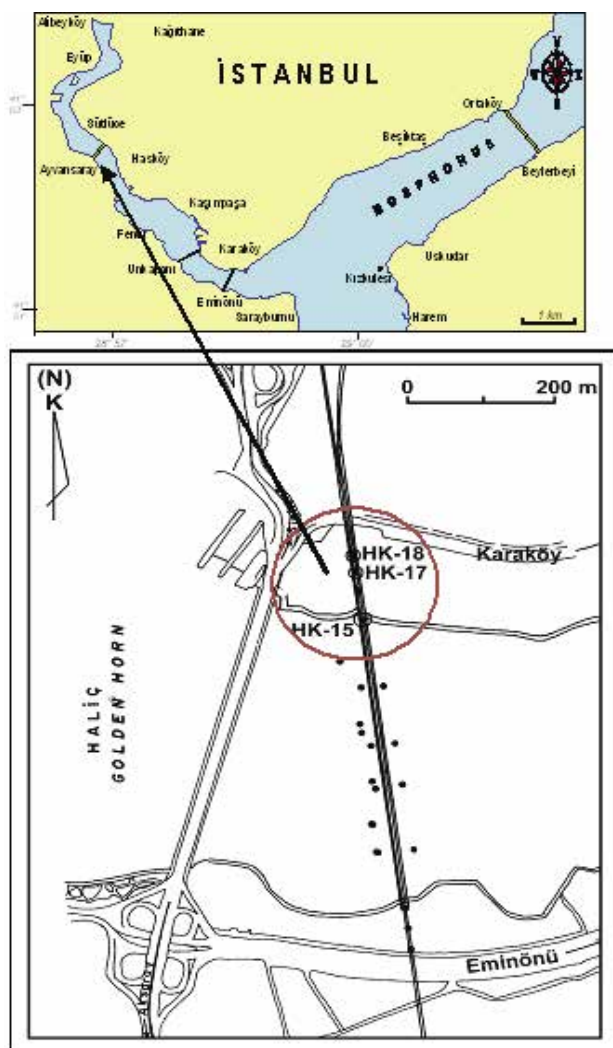 Alibeyköy
Kağıthane
Eyüp
İSTANBUL
Ortaköy
Sütlüce
Beşiktaş
Hasköy
Ayvansaray
BOSPHORUS
Beylerbeyi
Kasımpaşa
Fener
Karaköy
Üsküdar
Unkapanı
Kızkulesi
Eminönü
Sarayburnu
Harem
1 km
(N)
K
0 200 m
HK-18
Karaköy
HK-17
HK-15
HALİÇ
GOLDEN HORN
Eminönü